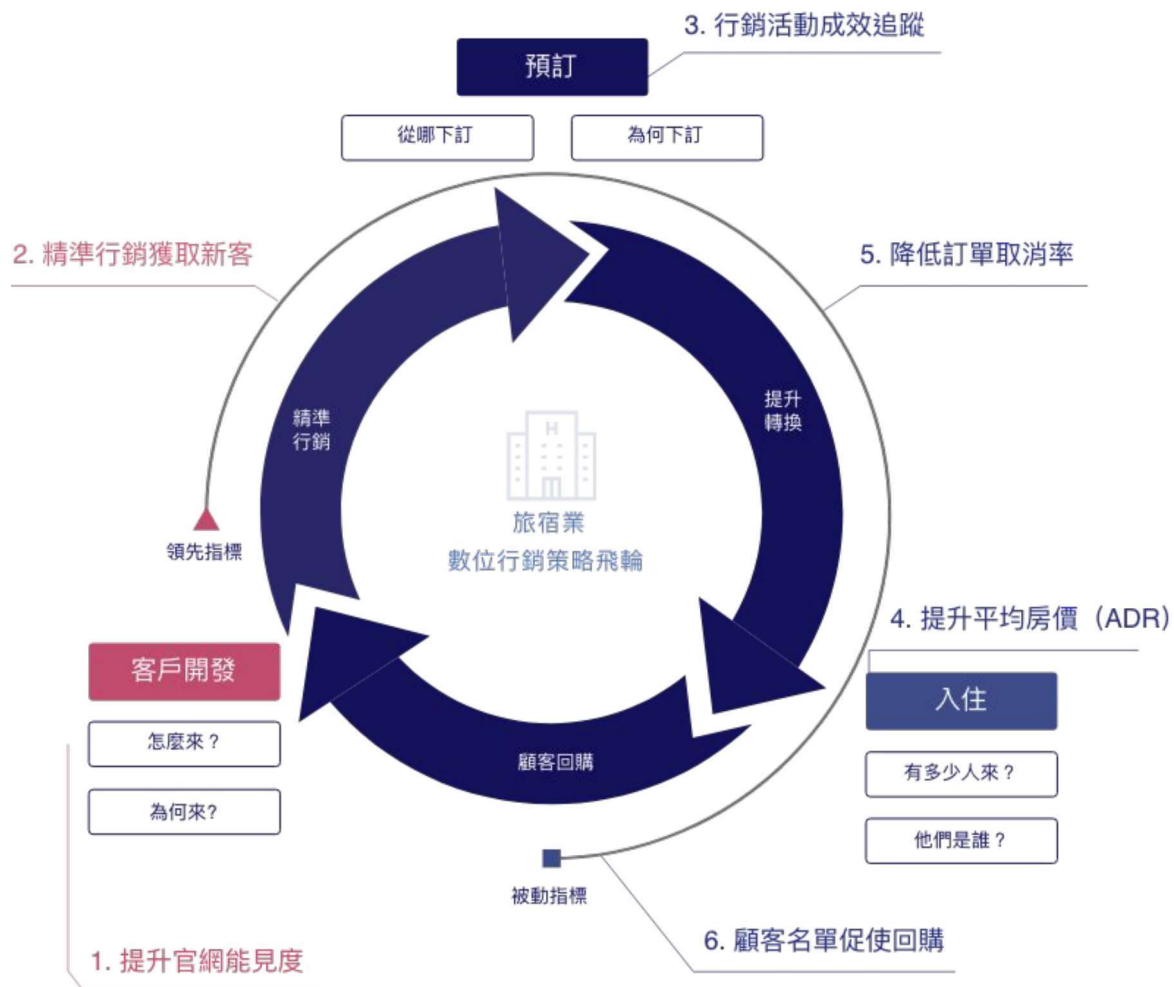 3. 行銷活動成效追蹤
預訂
從哪下訂
為何下訂
2. 精準行銷獲取新客
5. 降低訂單取消率
精準
行銷
提升
轉換
H
旅宿業
數位行銷策略飛輪
領先指標
4. 提升平均房價（ADR）
客戶開發
怎麼來？
為何來?
入住
有多少人來？
他們是誰？
顧客回購
被動指標
6. 顧客名單促使回購
1. 提升官網能見度